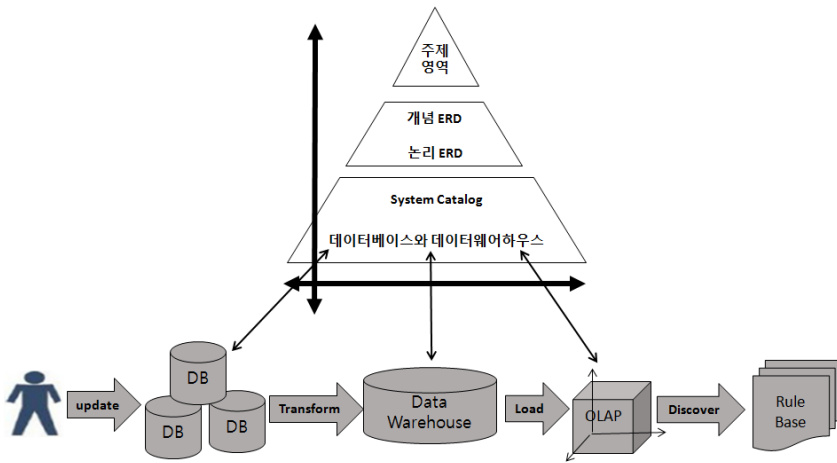 주제
영역
개념 ERD
논리 ERD
System Catalog
데이터베이스와 데이터웨어하우스
DB
DB
DB
update
Transform
Data
Warehouse
Load
OLAP
Discover
Rule
Base